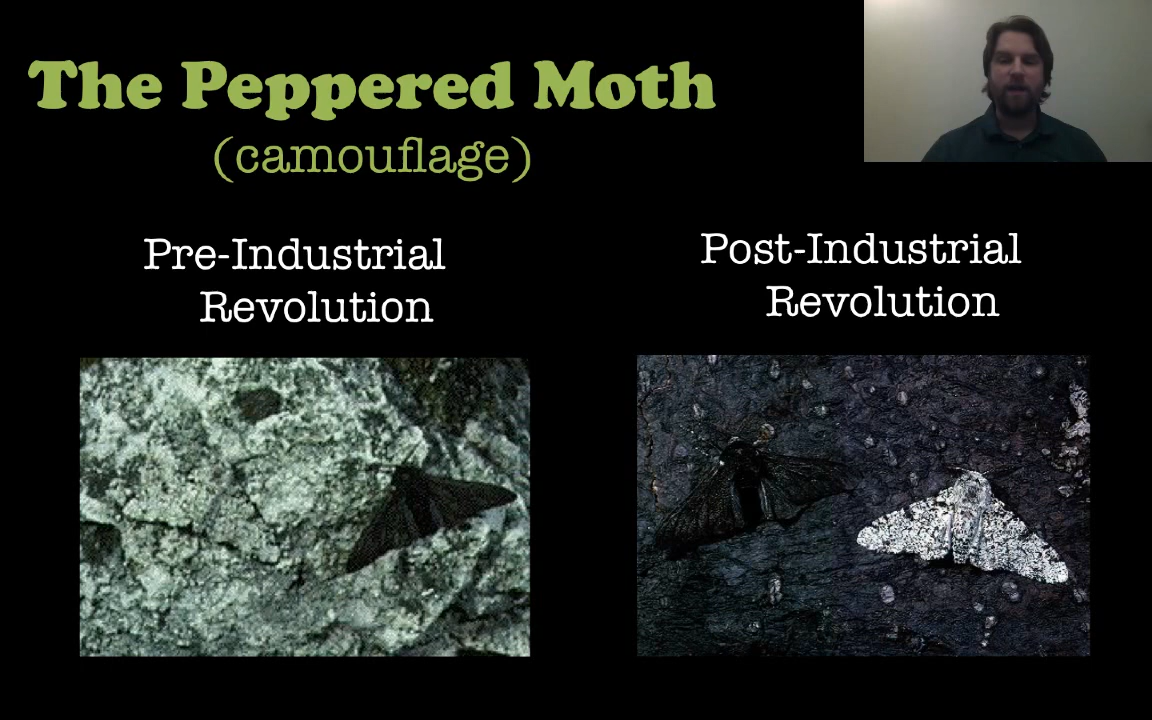 The Peppered Moth
(camouflage)
Pre-Industrial
Revolution
Post-Industrial
Revolution